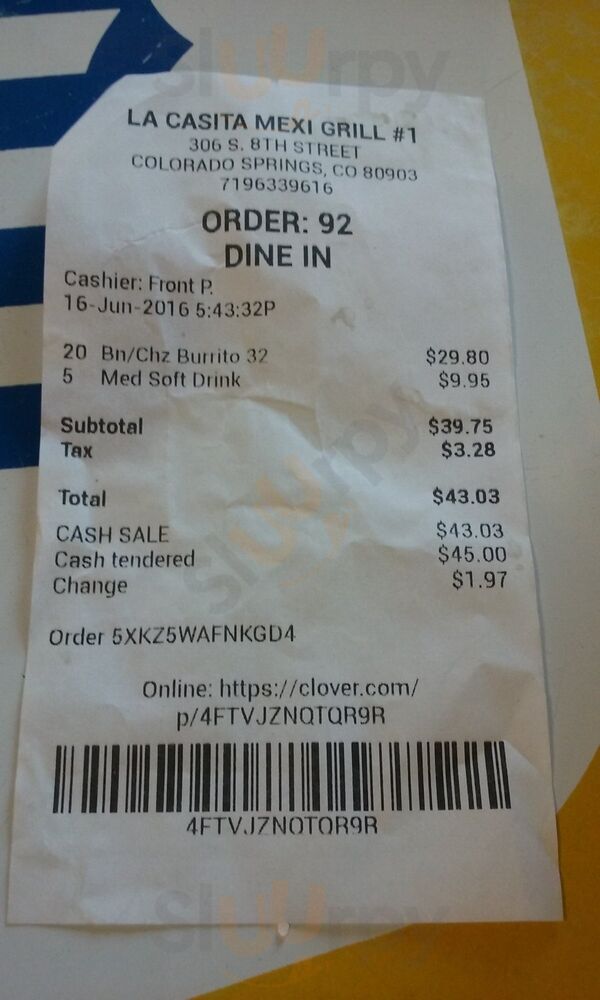 LA CASITA MEXI GRILL #1
306 S. 8TH STREET
COLORADO SPRINGS, CO 80903
7196339616
ORDER: 92
DINE IN
Cashier: Front P.
16-Jun-2016 5:43:32P
20 Bn/Chz Burrito 32 $29.80
5 Med Soft Drink $9.95
Subtotal $39.75
Tax $3.28
Total $43.03
CASH SALE $43.03
Cash tendered $45.00
Change $1.97
Order 5XKZ5WAFNKGD4
Online: https://clover.com/
p/4FTVJZNQTQR9R
4FTVJZNQTQR9R
sluurpy
sluurpy
sluurpy